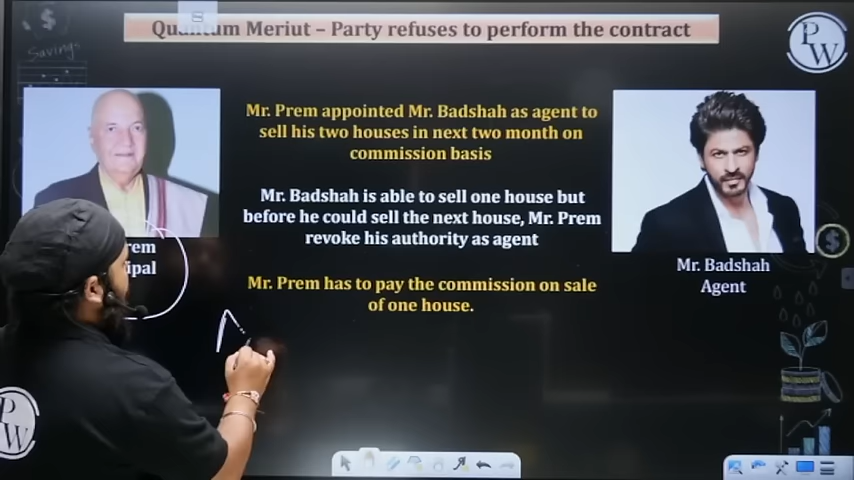 Quantum Meriut – Party refuses to perform the contract
PW
Savings
Mr. Prem appointed Mr. Badshah as agent to
sell his two houses in next two month on
commission basis
Mr. Badshah is able to sell one house but
before he could sell the next house, Mr. Prem
revoke his authority as agent
Mr. Badshah
Agent
Mr. Prem has to pay the commission on sale
of one house.
PW